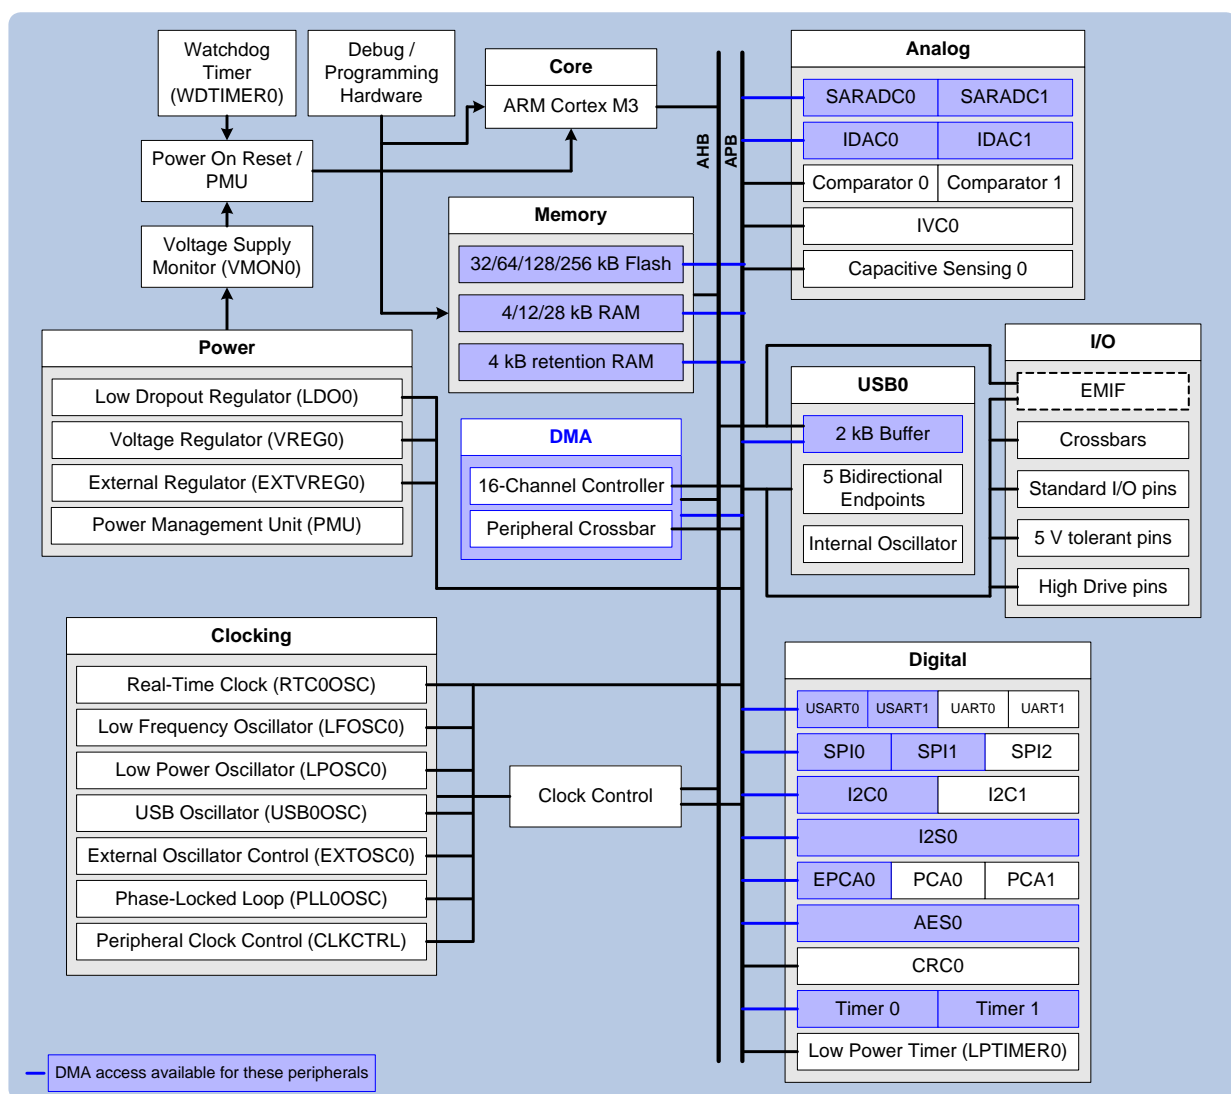 Watchdog
Timer
(WDTIMER0)
Debug /
Programming
Hardware
Core
ARM Cortex M3
Power On Reset /
PMU
Voltage Supply
Monitor (VMON0)
Memory
32/64/128/256 kB Flash
4/12/28 kB RAM
4 kB retention RAM
AHB
APB
Analog
SARADC0 SARADC1
IDAC0 IDAC1
Comparator 0 Comparator 1
IVC0
Capacitive Sensing 0
Power
Low Dropout Regulator (LDO0)
Voltage Regulator (VREG0)
External Regulator (EXTVREG0)
Power Management Unit (PMU)
DMA
16-Channel Controller
Peripheral Crossbar
USB0
2 kB Buffer
5 Bidirectional
Endpoints
Internal Oscillator
I/O
EMIF
Crossbars
Standard I/O pins
5 V tolerant pins
High Drive pins
Clocking
Real-Time Clock (RTC0OSC)
Low Frequency Oscillator (LFOSC0)
Low Power Oscillator (LPOSC0)
USB Oscillator (USB0OSC)
External Oscillator Control (EXTOSC0)
Phase-Locked Loop (PLL0OSC)
Peripheral Clock Control (CLKCTRL)
Clock Control
Digital
USART0 USART1 UART0 UART1
SPI0 SPI1 SPI2
I2C0 I2C1
I2S0
EPCA0 PCA0 PCA1
AES0
CRC0
Timer 0 Timer 1
Low Power Timer (LPTIMER0)
DMA access available for these peripherals